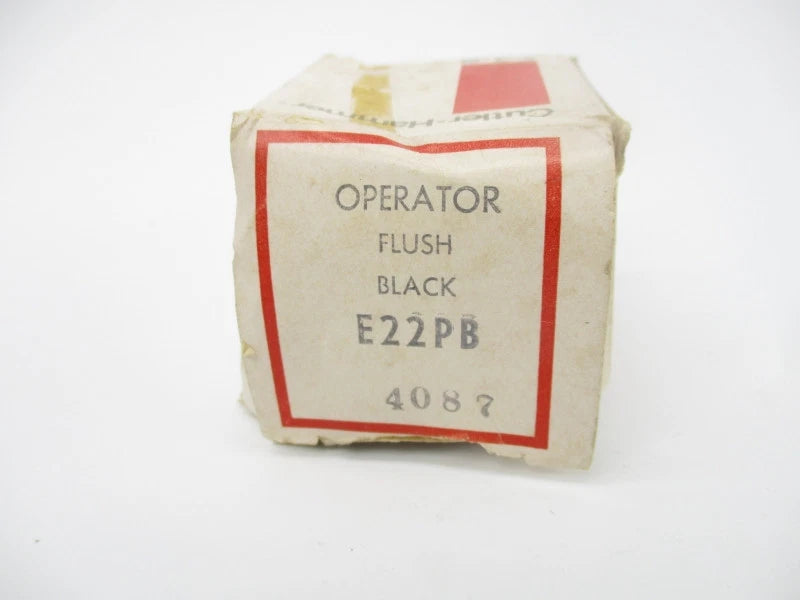 Cutler-Hammer
OPERATOR
FLUSH
BLACK
E22PB
4087